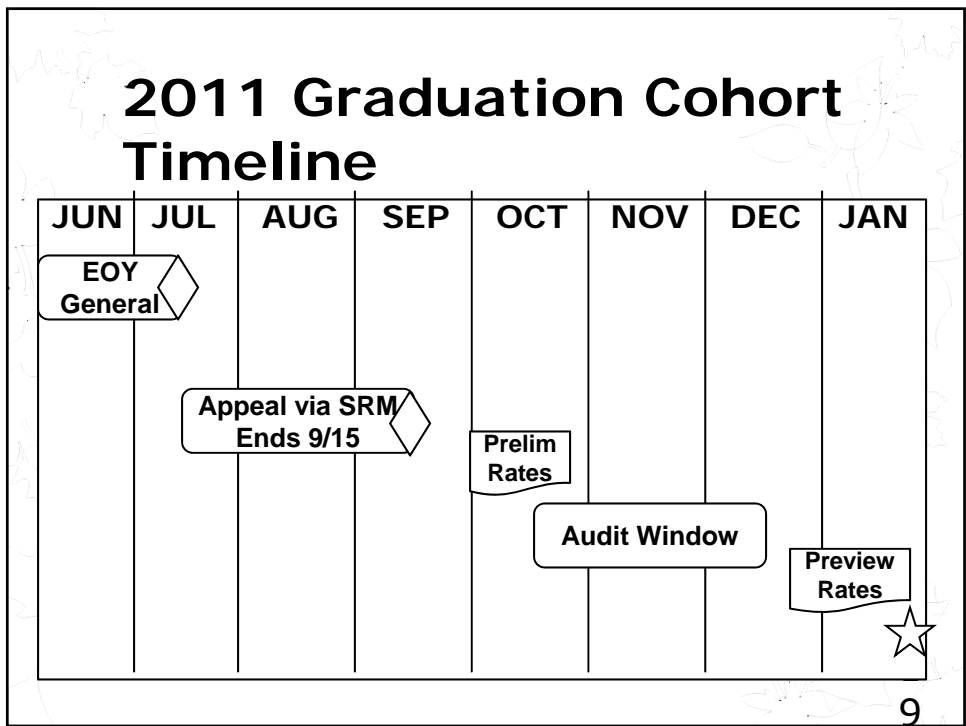 2011 Graduation Cohort
Timeline
JUN JUL AUG SEP OCT NOV DEC JAN
EOY
General
Appeal via SRM
Ends 9/15
Prelim
Rates
Audit Window
Preview
Rates
9